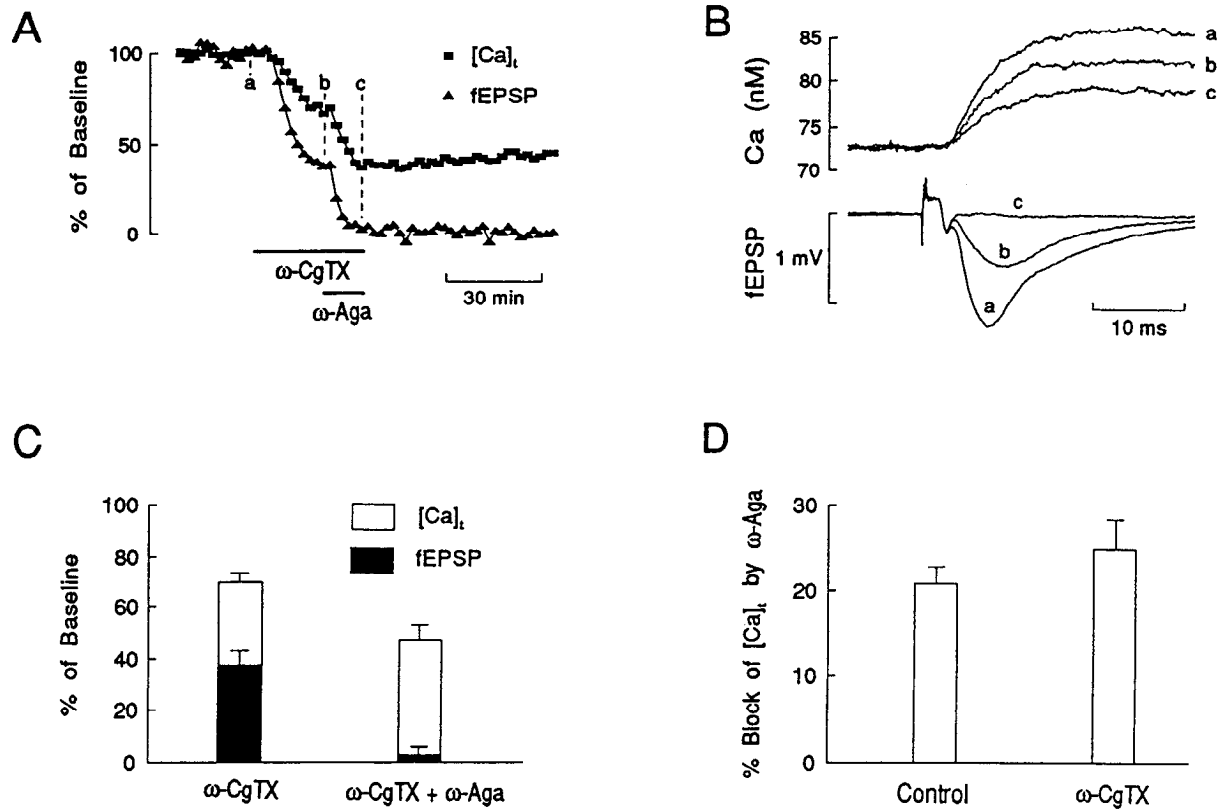 A
% of Baseline
100
50
0
[Ca]t
fEPSP
a
b
c
ω-CgTX
ω-Aga
30 min
B
Ca (nM)
85
80
75
70
a
b
c
fEPSP
1 mV
c
b
a
10 ms
C
% of Baseline
100
80
60
40
20
0
[Ca]t
fEPSP
ω-CgTX
ω-CgTX + ω-Aga
D
% Block of [Ca]t by ω-Aga
30
20
10
0
Control
ω-CgTX